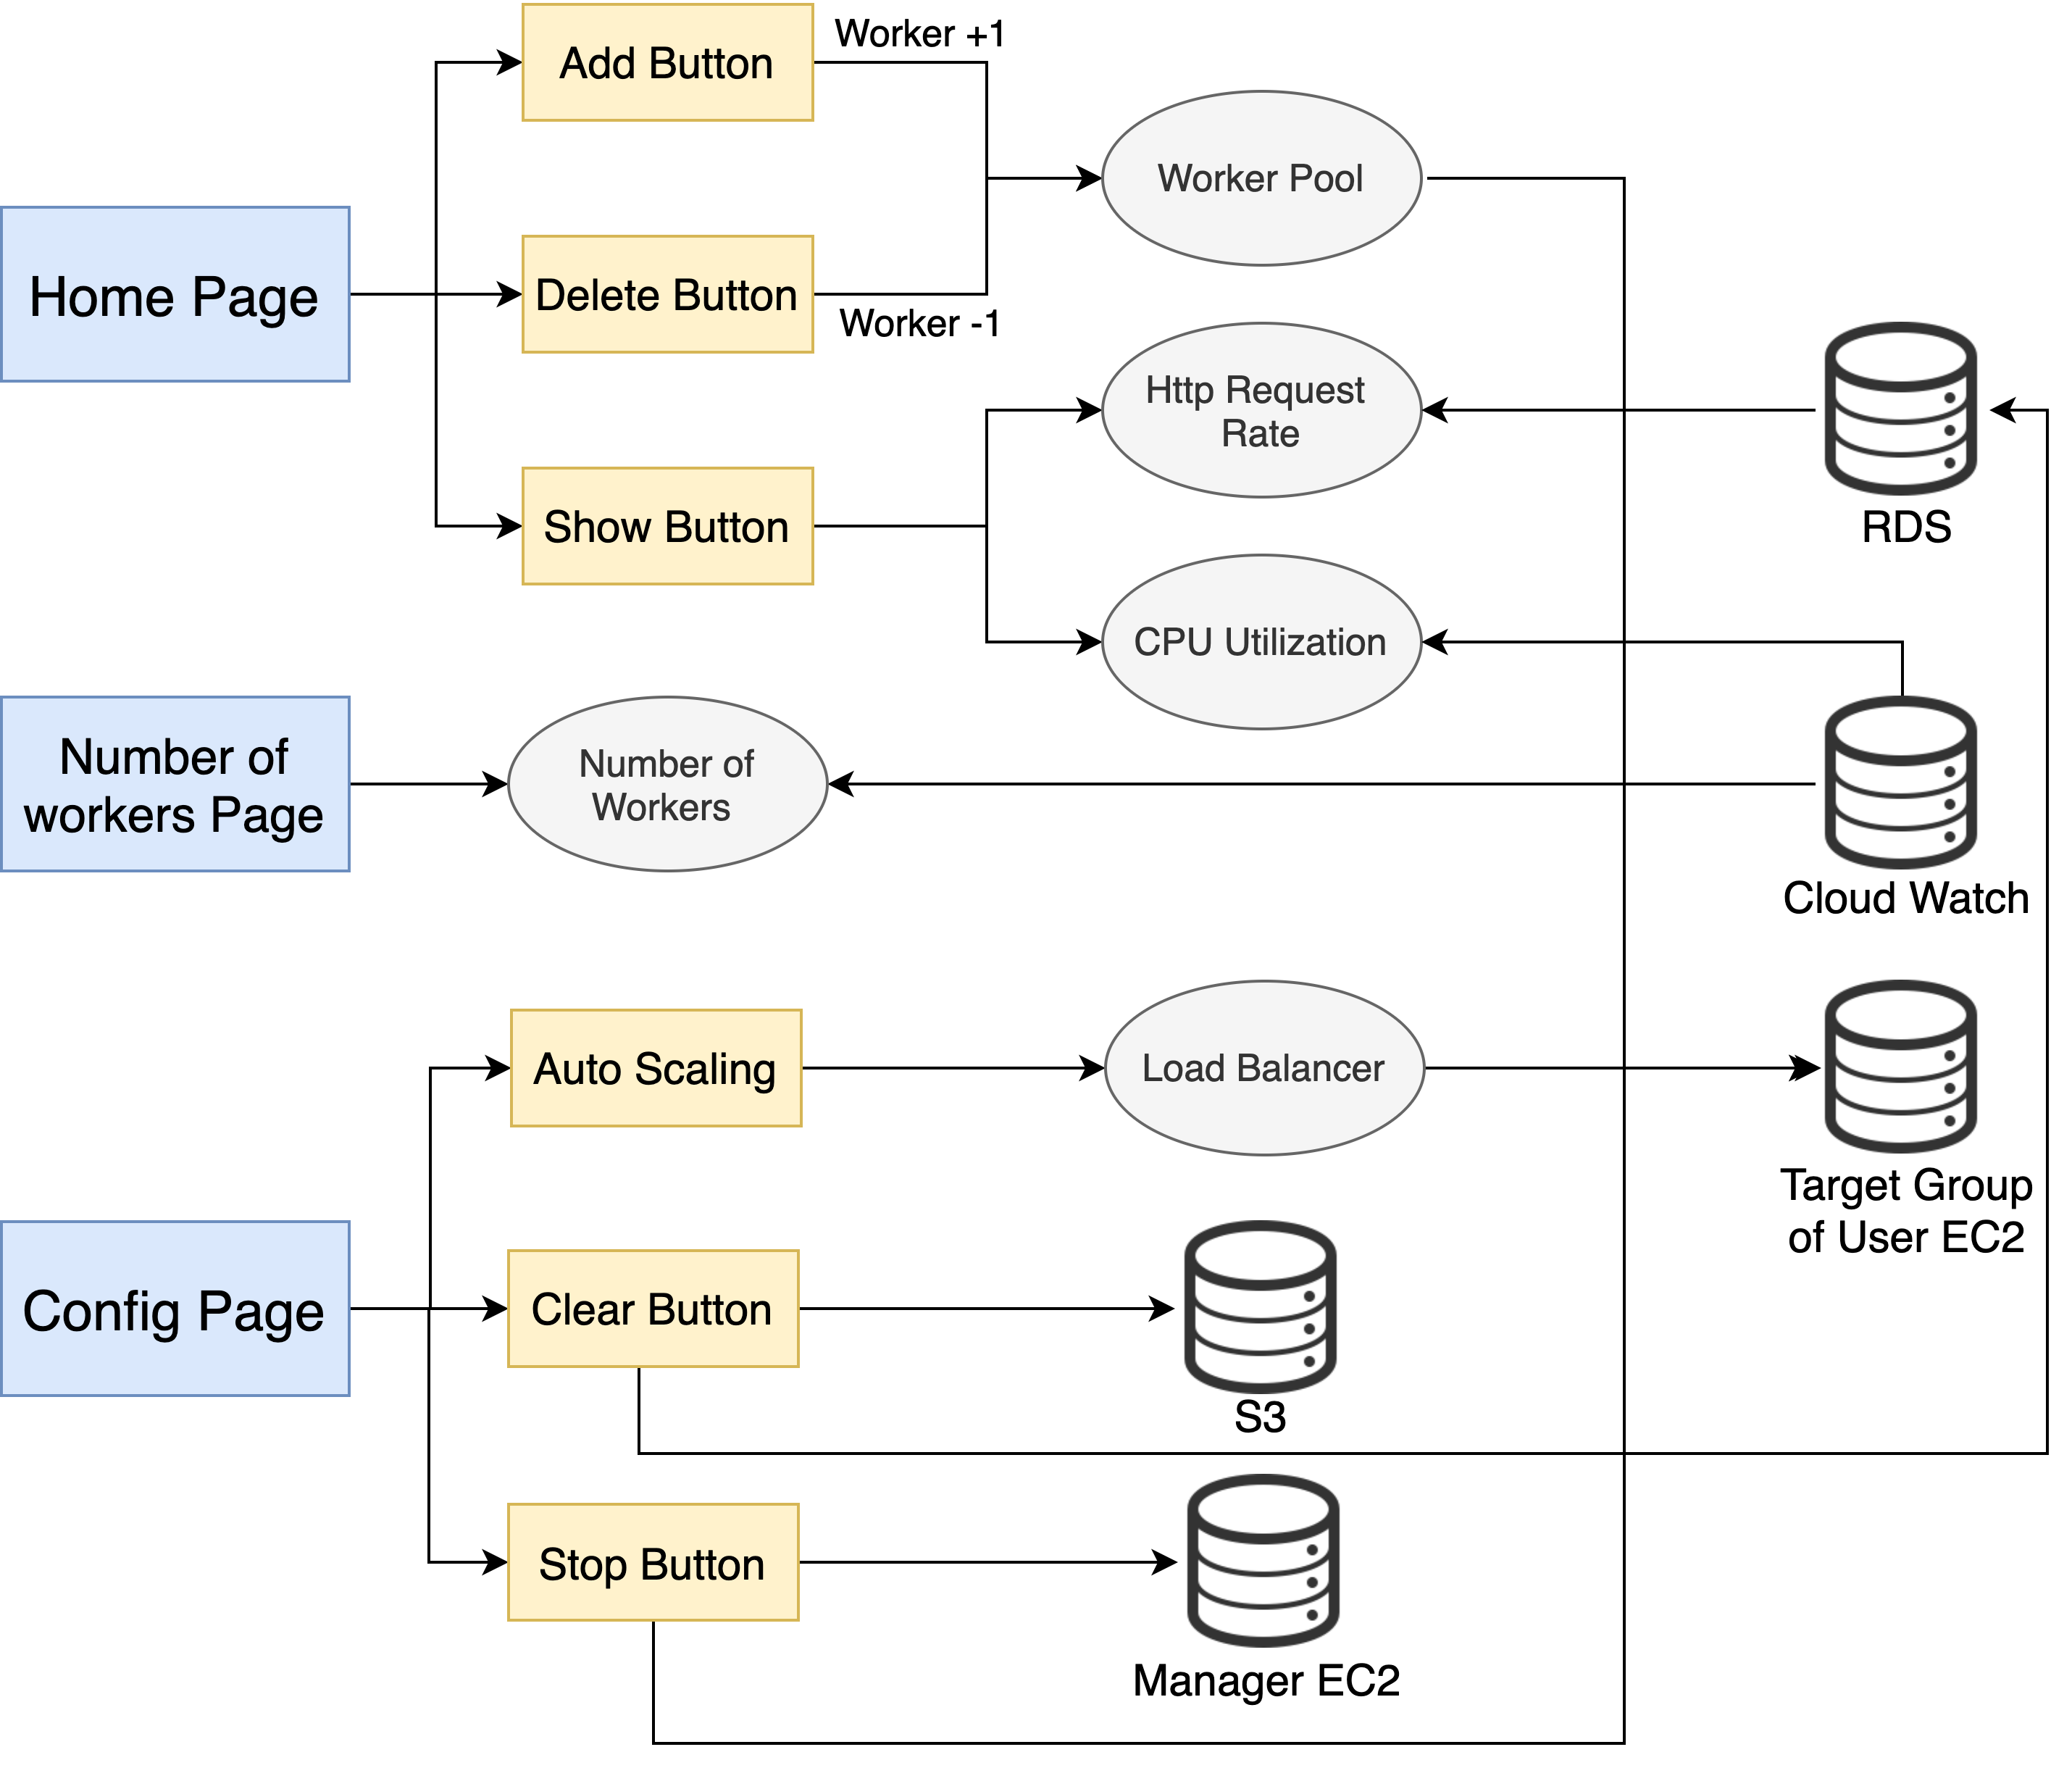 Worker +1
Add Button
Worker Pool
Home Page
Delete Button
Worker -1
Http Request
Rate
Show Button
RDS
CPU Utilization
Number of
workers Page
Number of
Workers
Cloud Watch
Auto Scaling
Load Balancer
Target Group
of User EC2
Config Page
Clear Button
S3
Stop Button
Manager EC2